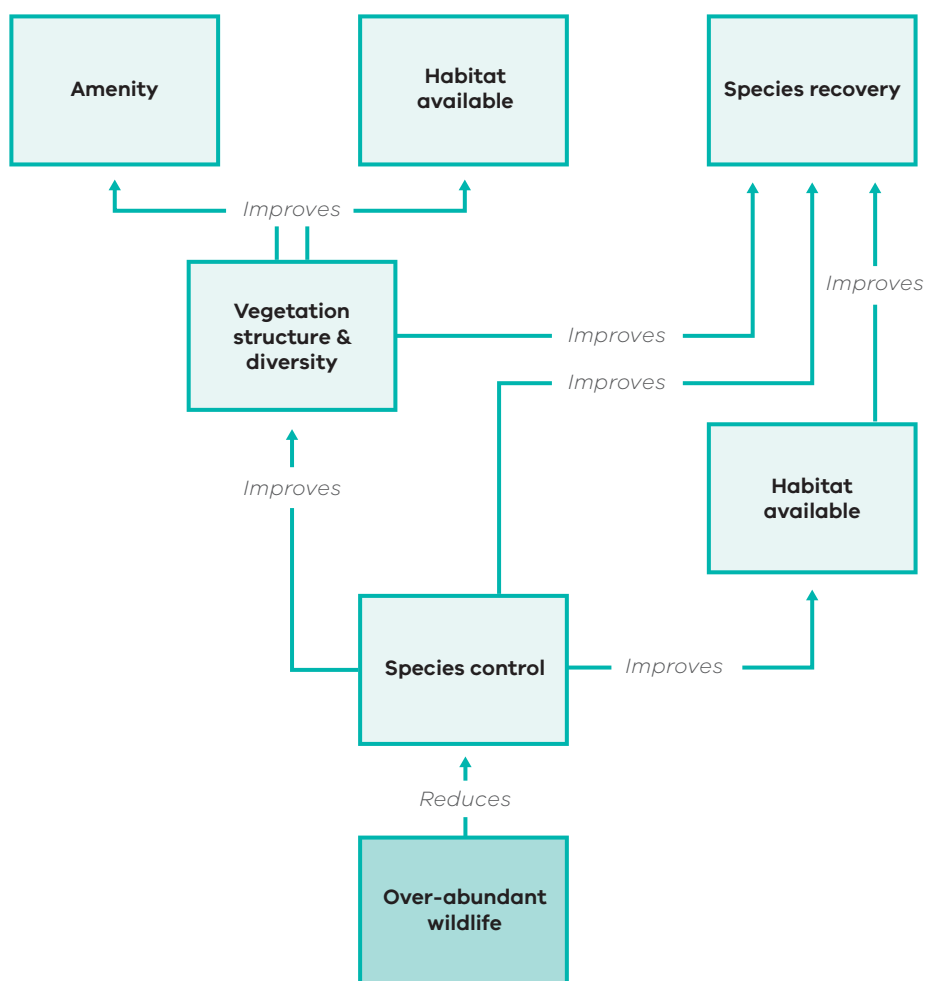 Amenity
Habitat
available
Species recovery
Improves
Improves
Vegetation
structure &
diversity
Improves
Improves
Habitat
available
Improves
Species control
Improves
Reduces
Over-abundant
wildlife